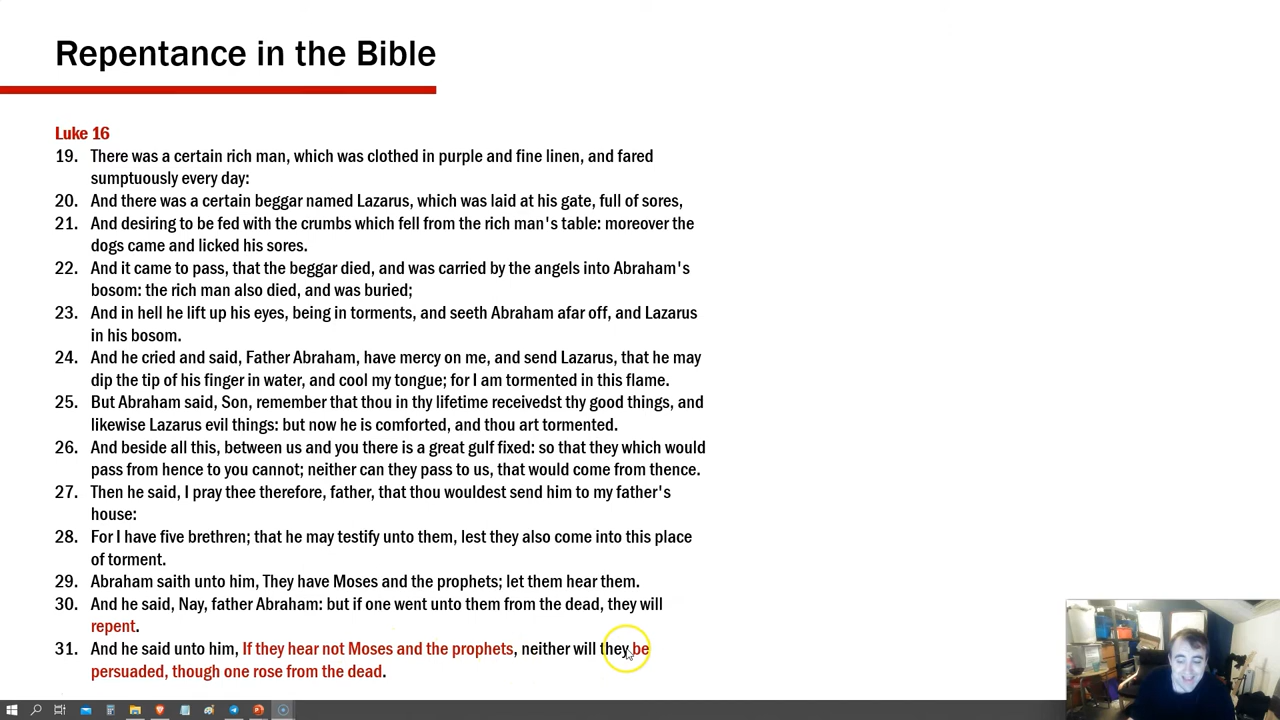 Repentance in the Bible
Luke 16
19. There was a certain rich man, which was clothed in purple and fine linen, and fared
sumptuously every day:
20. And there was a certain beggar named Lazarus, which was laid at his gate, full of sores,
21. And desiring to be fed with the crumbs which fell from the rich man's table: moreover the
dogs came and licked his sores.
22. And it came to pass, that the beggar died, and was carried by the angels into Abraham's
bosom: the rich man also died, and was buried;
23. And in hell he lift up his eyes, being in torments, and seeth Abraham afar off, and Lazarus
in his bosom.
24. And he cried and said, Father Abraham, have mercy on me, and send Lazarus, that he may
dip the tip of his finger in water, and cool my tongue; for I am tormented in this flame.
25. But Abraham said, Son, remember that thou in thy lifetime receivedst thy good things, and
likewise Lazarus evil things: but now he is comforted, and thou art tormented.
26. And beside all this, between us and you there is a great gulf fixed: so that they which would
pass from hence to you cannot; neither can they pass to us, that would come from thence.
27. Then he said, I pray thee therefore, father, that thou wouldest send him to my father's
house:
28. For I have five brethren; that he may testify unto them, lest they also come into this place
of torment.
29. Abraham saith unto him, They have Moses and the prophets; let them hear them.
30. And he said, Nay, father Abraham: but if one went unto them from the dead, they will
repent.
31. And he said unto him, If they hear not Moses and the prophets, neither will they be
persuaded, though one rose from the dead.